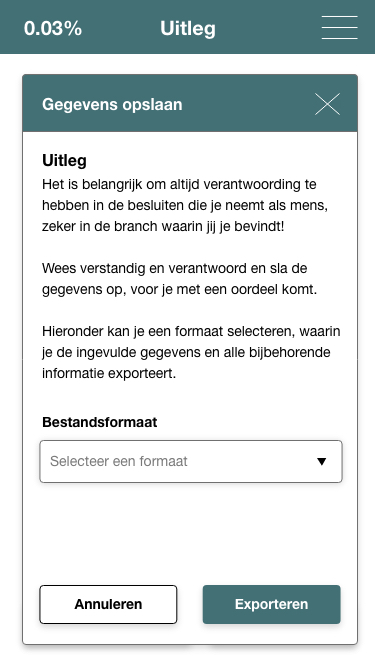 0.03%
Uitleg
Gegevens opslaan
Uitleg
Het is belangrijk om altijd verantwoording te
hebben in de besluiten die je neemt als mens,
zeker in de branch waarin jij je bevindt!
Wees verstandig en verantwoord en sla de
gegevens op, voor je met een oordeel komt.
Hieronder kan je een formaat selecteren, waarin
je de ingevulde gegevens en alle bijbehorende
informatie exporteert.
Bestandsformaat
Selecteer een formaat
Annuleren
Exporteren